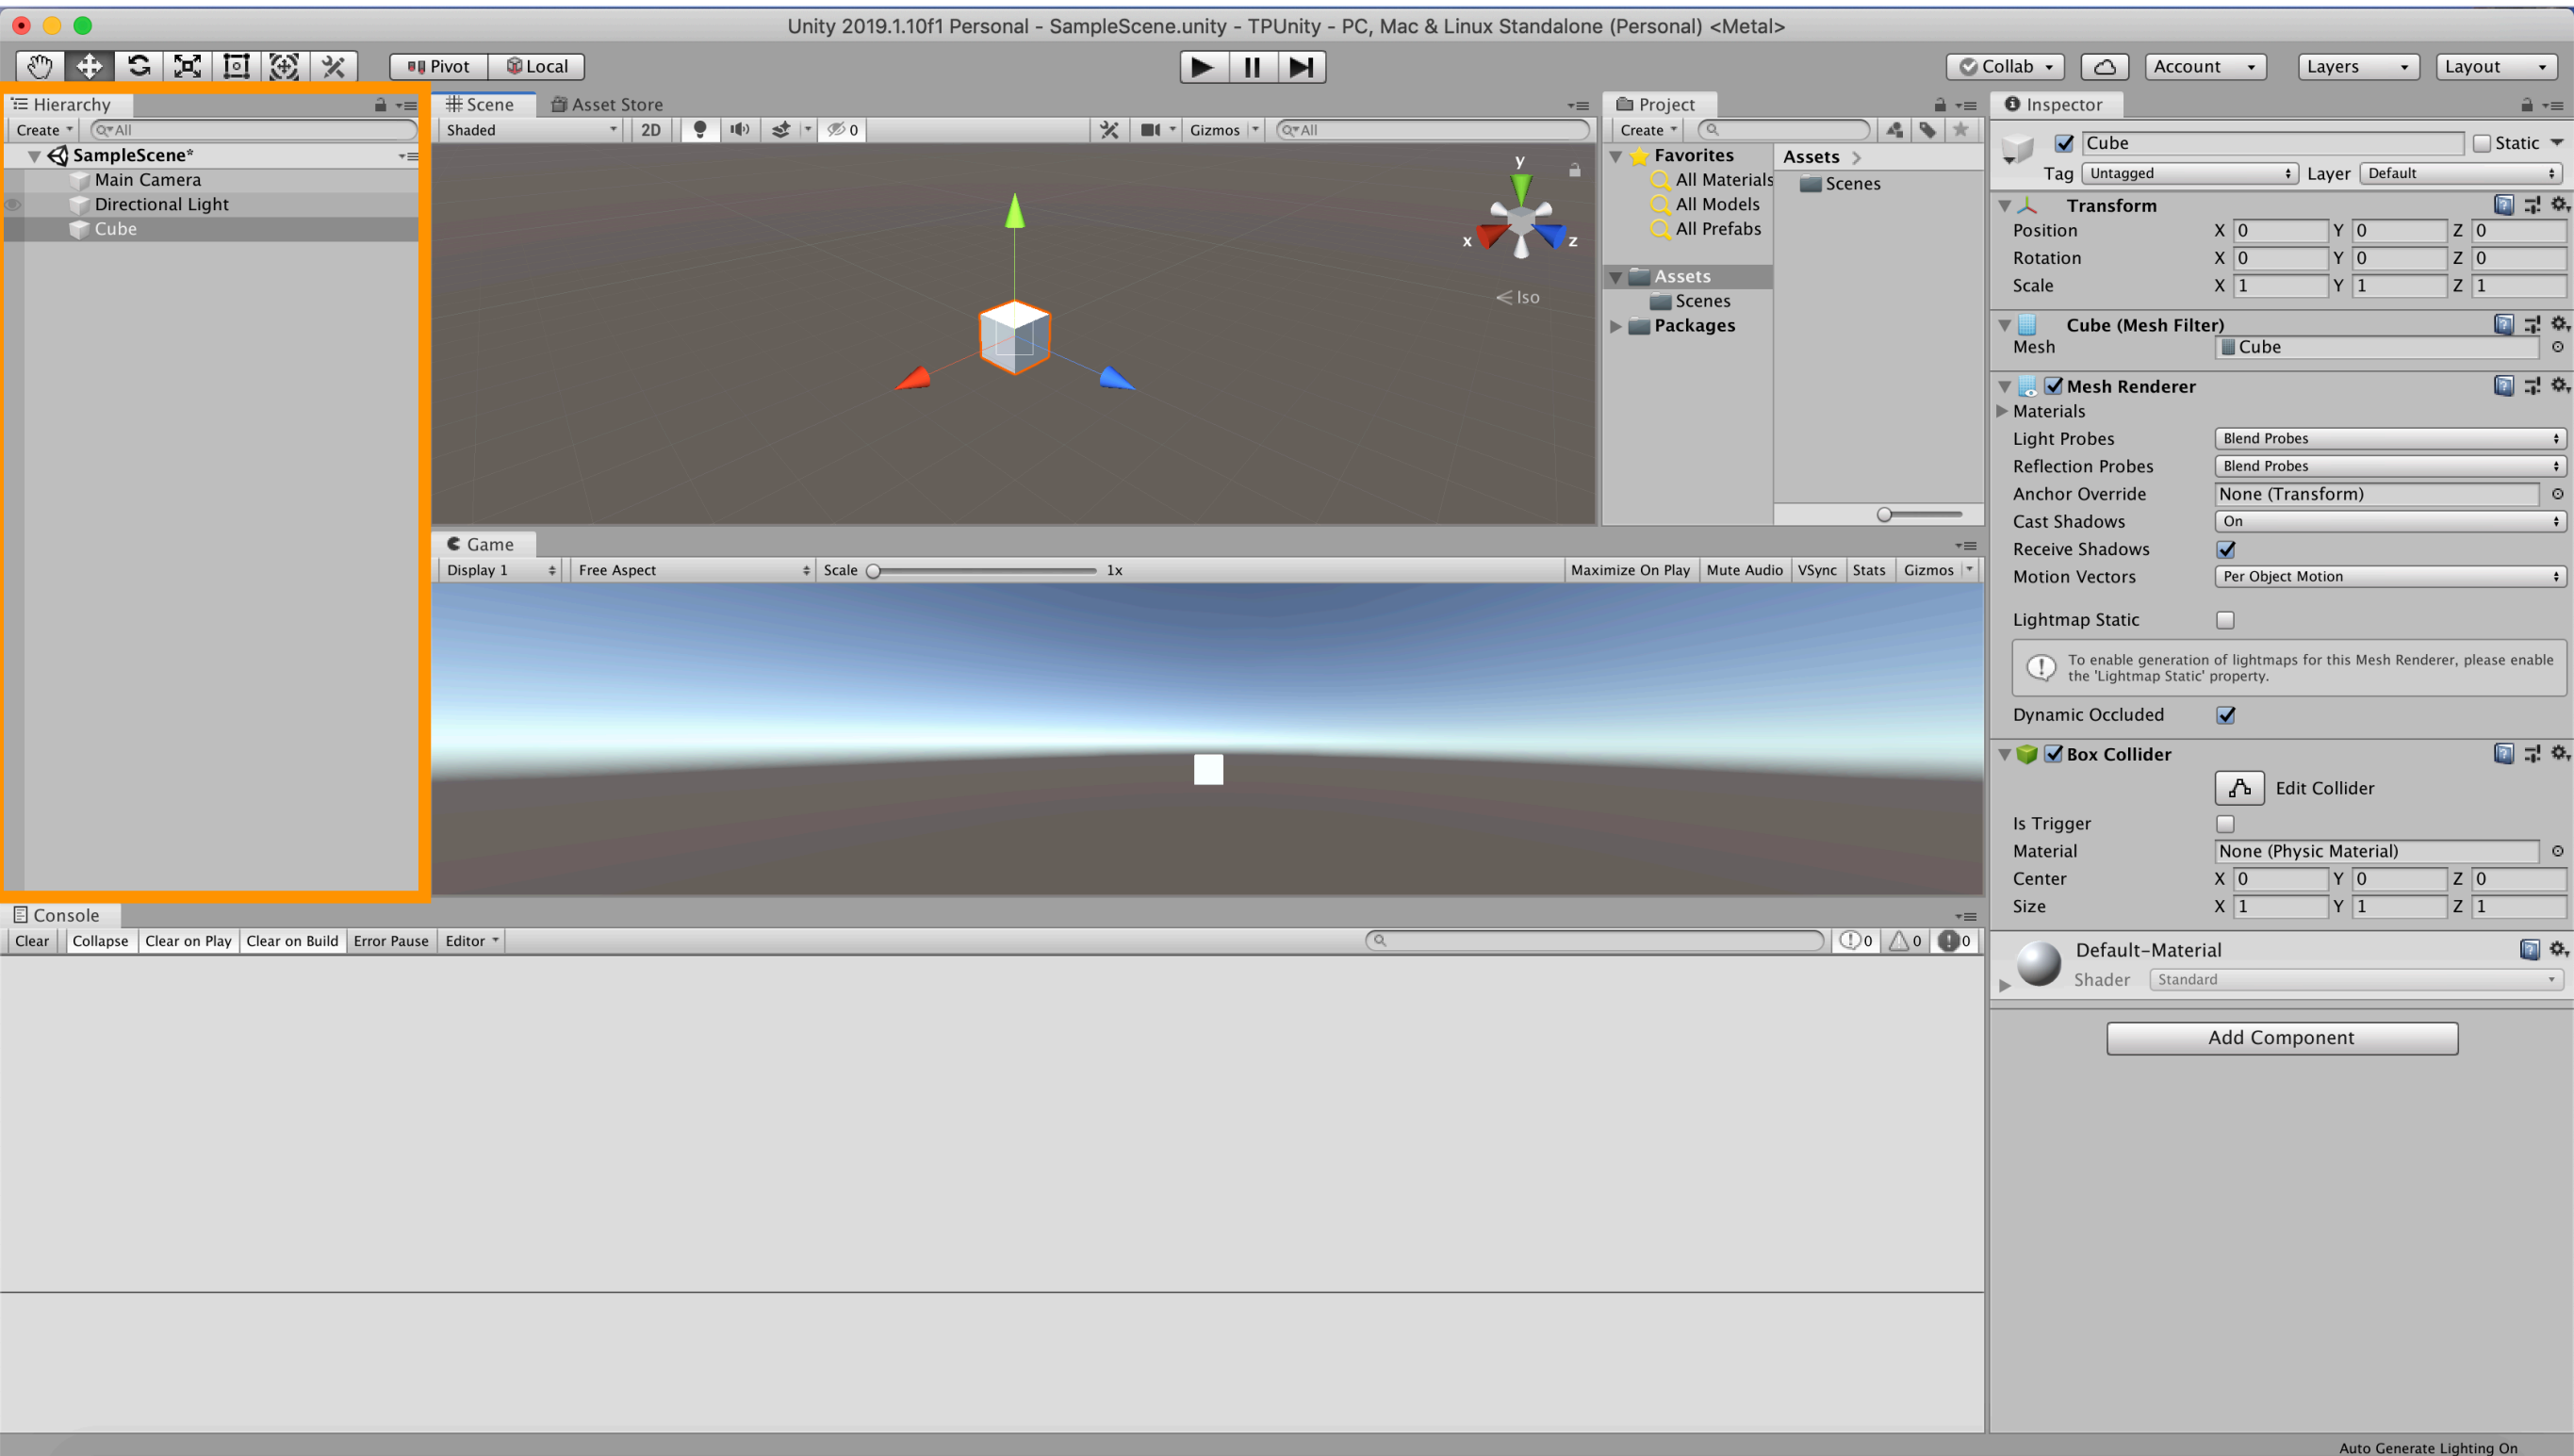 Unity 2019.1.10f1 Personal - SampleScene.unity - TPUnity - PC, Mac & Linux Standalone (Personal) <Metal>
Pivot Local Collab Account Layers Layout
Hierarchy
Create All
SampleScene*
Main Camera
Directional Light
Cube
Scene Asset Store
Shaded 2D 0 Gizmos All
y
x z
Iso
Project
Create
Favorites
All Materials
All Models
All Prefabs
Assets
Scenes
Packages
Assets
Scenes
Game
Display 1 Free Aspect Scale 1x Maximize On Play Mute Audio VSync Stats Gizmos
Console
Clear Collapse Clear on Play Clear on Build Error Pause Editor 0 0 0
Inspector
Cube Static
Tag Untagged Layer Default
Transform
Position X 0 Y 0 Z 0
Rotation X 0 Y 0 Z 0
Scale X 1 Y 1 Z 1
Cube (Mesh Filter)
Mesh Cube
Mesh Renderer
Materials
Light Probes Blend Probes
Reflection Probes Blend Probes
Anchor Override None (Transform)
Cast Shadows On
Receive Shadows
Motion Vectors Per Object Motion
Lightmap Static
To enable generation of lightmaps for this Mesh Renderer, please enable
the 'Lightmap Static' property.
Dynamic Occluded
Box Collider
Edit Collider
Is Trigger
Material None (Physic Material)
Center X 0 Y 0 Z 0
Size X 1 Y 1 Z 1
Default-Material
Shader Standard
Add Component
Auto Generate Lighting On